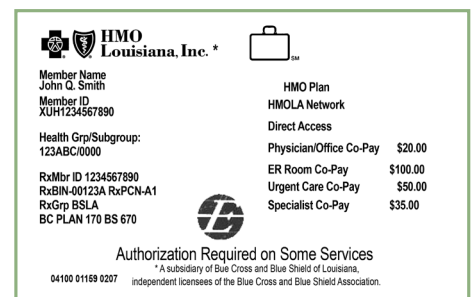 HMO
Louisiana, Inc. *
SM
Member Name
John Q. Smith
Member ID
XUH1234567890
Health Grp/Subgroup:
123ABC/0000
RxMbr ID 1234567890
RxBIN-00123A RxPCN-A1
RxGrp BSLA
BC PLAN 170 BS 670
HMO Plan
HMOLA Network
Direct Access
Physician/Office Co-Pay $20.00
ER Room Co-Pay $100.00
Urgent Care Co-Pay $50.00
Specialist Co-Pay $35.00
Authorization Required on Some Services
* A subsidiary of Bue Cross and Blue Shield of Louisiana,
04100 01159 0207 independent licensees of the Blue Cross and Blue Shield Association.